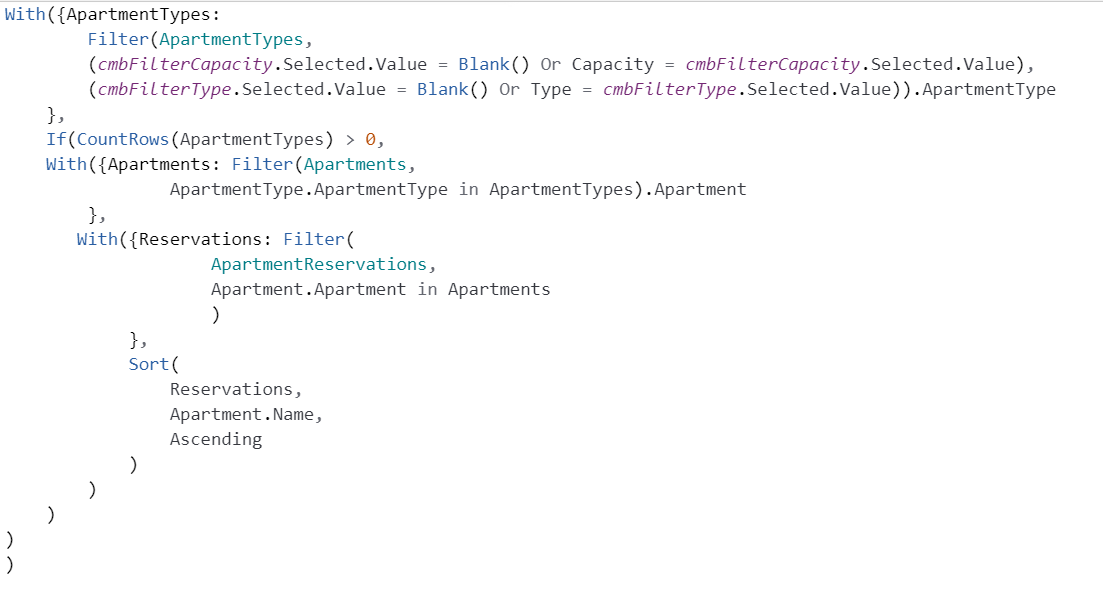 With({ApartmentTypes:
Filter(ApartmentTypes,
(cmbFilterCapacity.Selected.Value = Blank() Or Capacity = cmbFilterCapacity.Selected.Value),
(cmbFilterType.Selected.Value = Blank() Or Type = cmbFilterType.Selected.Value)).ApartmentType
},
If(CountRows(ApartmentTypes) > 0,
With({Apartments: Filter(Apartments,
ApartmentType.ApartmentType in ApartmentTypes).Apartment
},
With({Reservations: Filter(
ApartmentReservations,
Apartment.Apartment in Apartments
)
},
Sort(
Reservations,
Apartment.Name,
Ascending
)
)
)
)
)